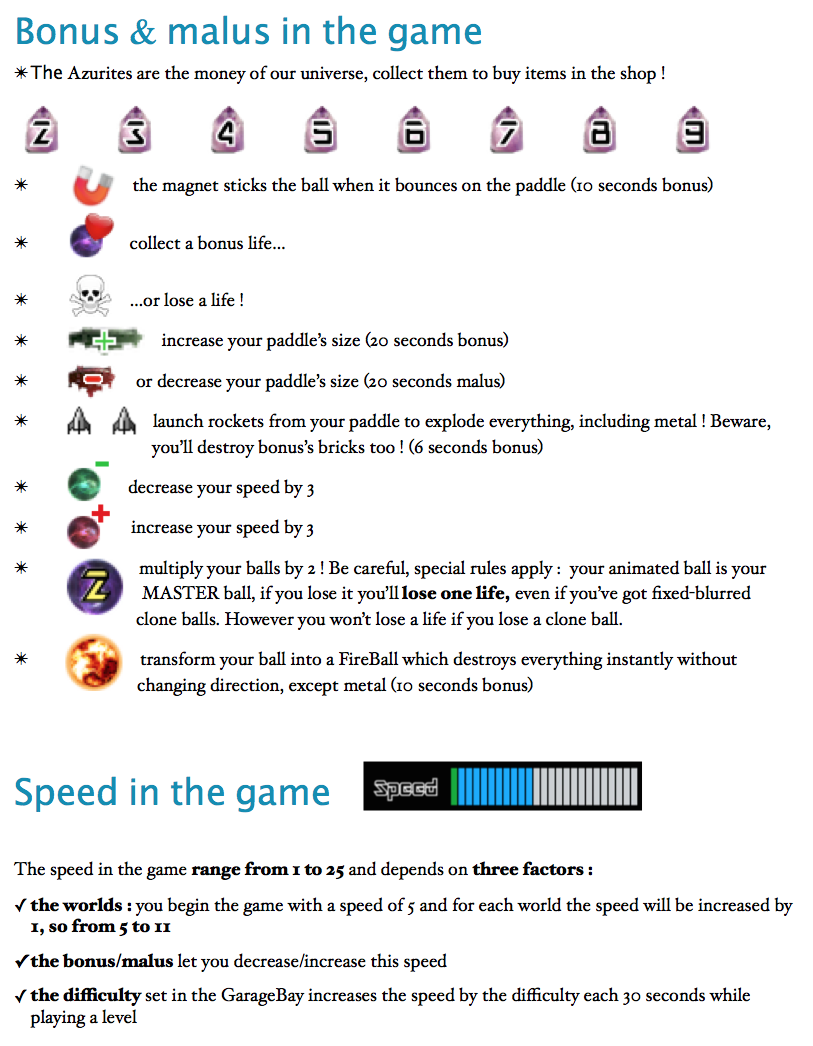 Bonus & malus in the game
✴ The Azurites are the money of our universe, collect them to buy items in the shop !
2 3 4 5 6 7 8 9
✴ the magnet sticks the ball when it bounces on the paddle (10 seconds bonus)
✴ collect a bonus life...
✴ ...or lose a life !
✴ increase your paddle's size (20 seconds bonus)
✴ or decrease your paddle's size (20 seconds malus)
✴ launch rockets from your paddle to explode everything, including metal ! Beware,
you'll destroy bonus's bricks too ! (6 seconds bonus)
✴ decrease your speed by 3
✴ increase your speed by 3
✴ 2 multiply your balls by 2 ! Be careful, special rules apply : your animated ball is your
MASTER ball, if you lose it you'll lose one life, even if you've got fixed-blurred
clone balls. However you won't lose a life if you lose a clone ball.
✴ transform your ball into a FireBall which destroys everything instantly without
changing direction, except metal (10 seconds bonus)
Speed in the game Speed
The speed in the game range from 1 to 25 and depends on three factors :
✓ the worlds : you begin the game with a speed of 5 and for each world the speed will be increased by
1, so from 5 to 11
✓ the bonus/malus let you decrease/increase this speed
✓ the difficulty set in the GarageBay increases the speed by the difficulty each 30 seconds while
playing a level